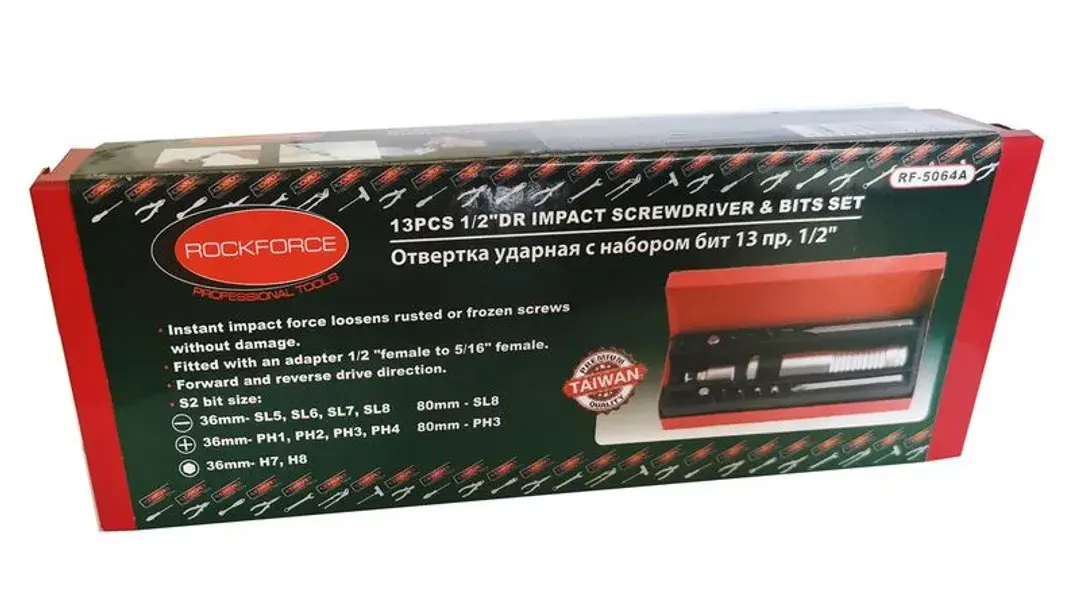 RF-5064A
ROCKFORCE
PROFESSIONAL TOOLS
13PCS 1/2"DR IMPACT SCREWDRIVER & BITS SET
Отвертка ударная с набором бит 13 пр, 1/2"
· Instant impact force loosens rusted or frozen screws
without damage.
· Fitted with an adapter 1/2 "female to 5/16" female.
· Forward and reverse drive direction.
· S2 bit size:
36mm- SL5, SL6, SL7, SL8 80mm - SL8
36mm- PH1, PH2, PH3, PH4 80mm - PH3
36mm- H7, H8
PREMIUM
TAIWAN
QUALITY